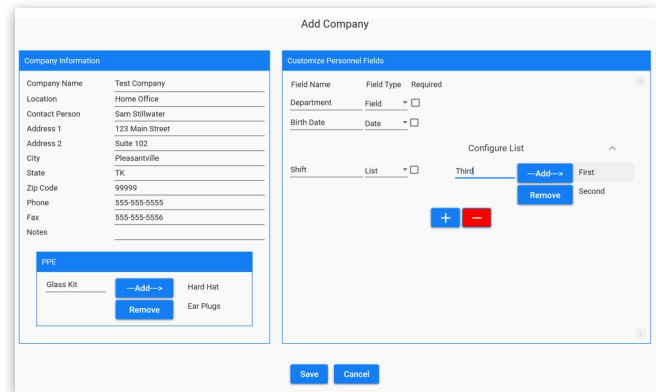 Add Company
Company Information
Company Name Test Company
Location Home Office
Contact Person Sam Stillwater
Address 1 123 Main Street
Address 2 Suite 102
City Pleasantville
State TK
Zip Code 99999
Phone 555-555-5555
Fax 555-555-5556
Notes
PPE
Glass Kit ---Add---> Hard Hat
Remove Ear Plugs
Customize Personnel Fields
Field Name Field Type Required
Department Field
Birth Date Date
Configure List
Shift List Third ---Add---> First
Remove Second
+ −
Save Cancel